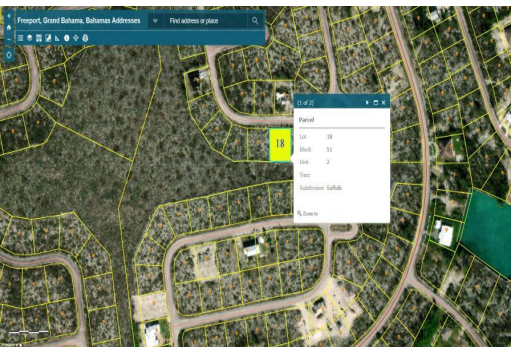 Freeport, Grand Bahama, Bahamas Addresses
Find address or place
(1 of 2)
Parcel
Lot 18
Block 51
Unit 2
Tract
Subdivision Suffolk
Zoom to
18